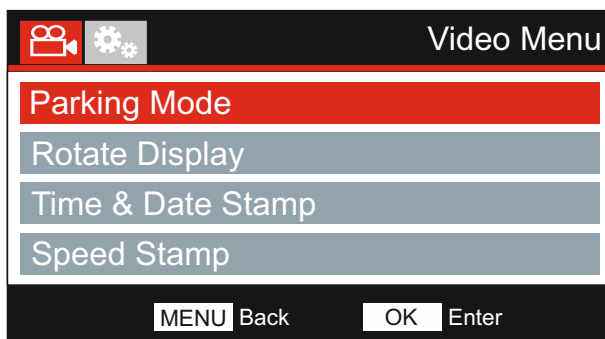 Video Menu
Parking Mode
Rotate Display
Time & Date Stamp
Speed Stamp
MENU Back OK Enter